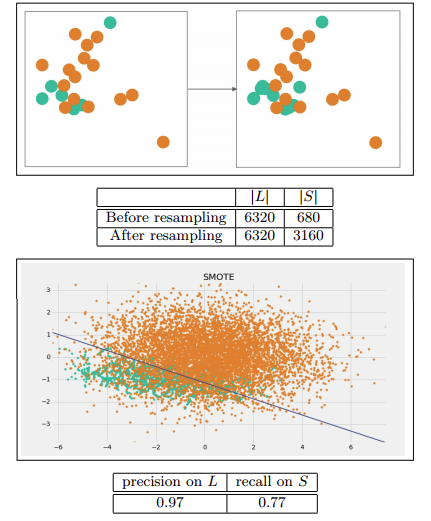 |L| |S|
Before resampling 6320 680
After resampling 6320 3160
SMOTE
3
2
1
0
−1
−2
−3
−6 −4 −2 0 2 4 6
precision on L recall on S
0.97 0.77